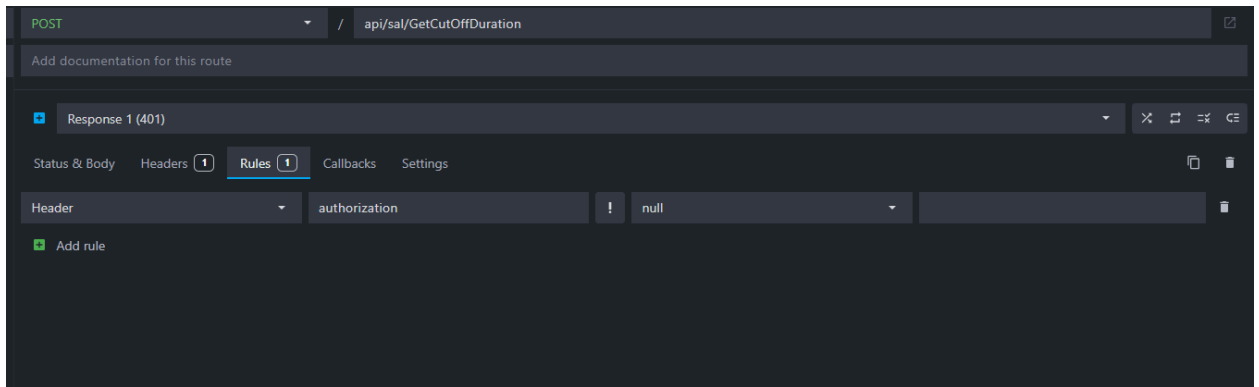 POST / api/sal/GetCutOffDuration
Add documentation for this route
Response 1 (401)
Status & Body Headers 1 Rules 1 Callbacks Settings
Header authorization ! null
Add rule